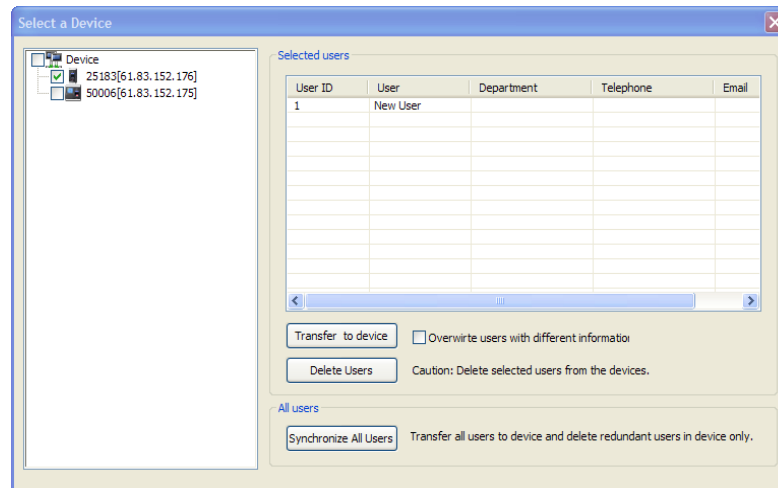 Select a Device
Device
25183[61.83.152.176]
50006[61.83.152.175]
Selected users
User ID User Department Telephone Email
1 New User
Transfer to device Overwirte users with different informatior
Delete Users Caution: Delete selected users from the devices.
All users
Synchronize All Users Transfer all users to device and delete redundant users in device only.